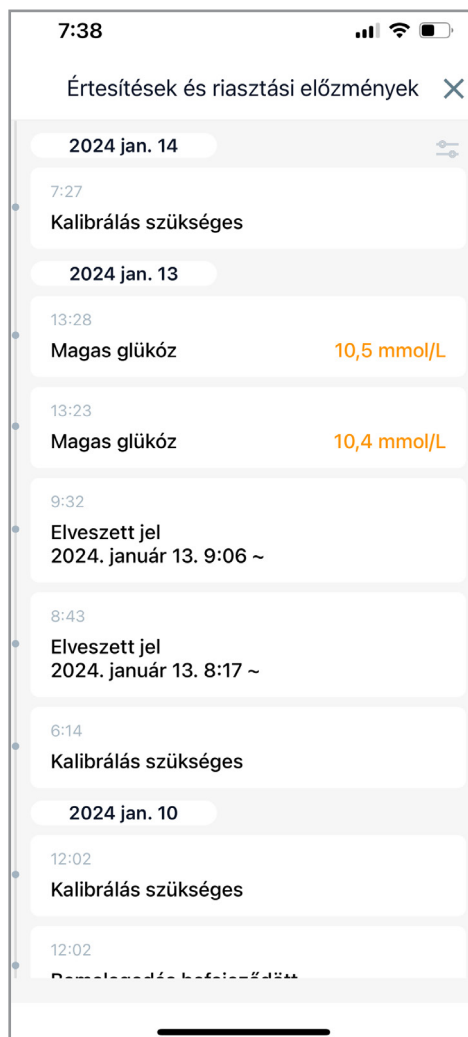 7:38
Értesítések és riasztási előzmények
2024 jan. 14
7:27
Kalibrálás szükséges
2024 jan. 13
13:28
Magas glükóz 10,5 mmol/L
13:23
Magas glükóz 10,4 mmol/L
9:32
Elveszett jel
2024. január 13. 9:06 ~
8:43
Elveszett jel
2024. január 13. 8:17 ~
6:14
Kalibrálás szükséges
2024 jan. 10
12:02
Kalibrálás szükséges
12:02